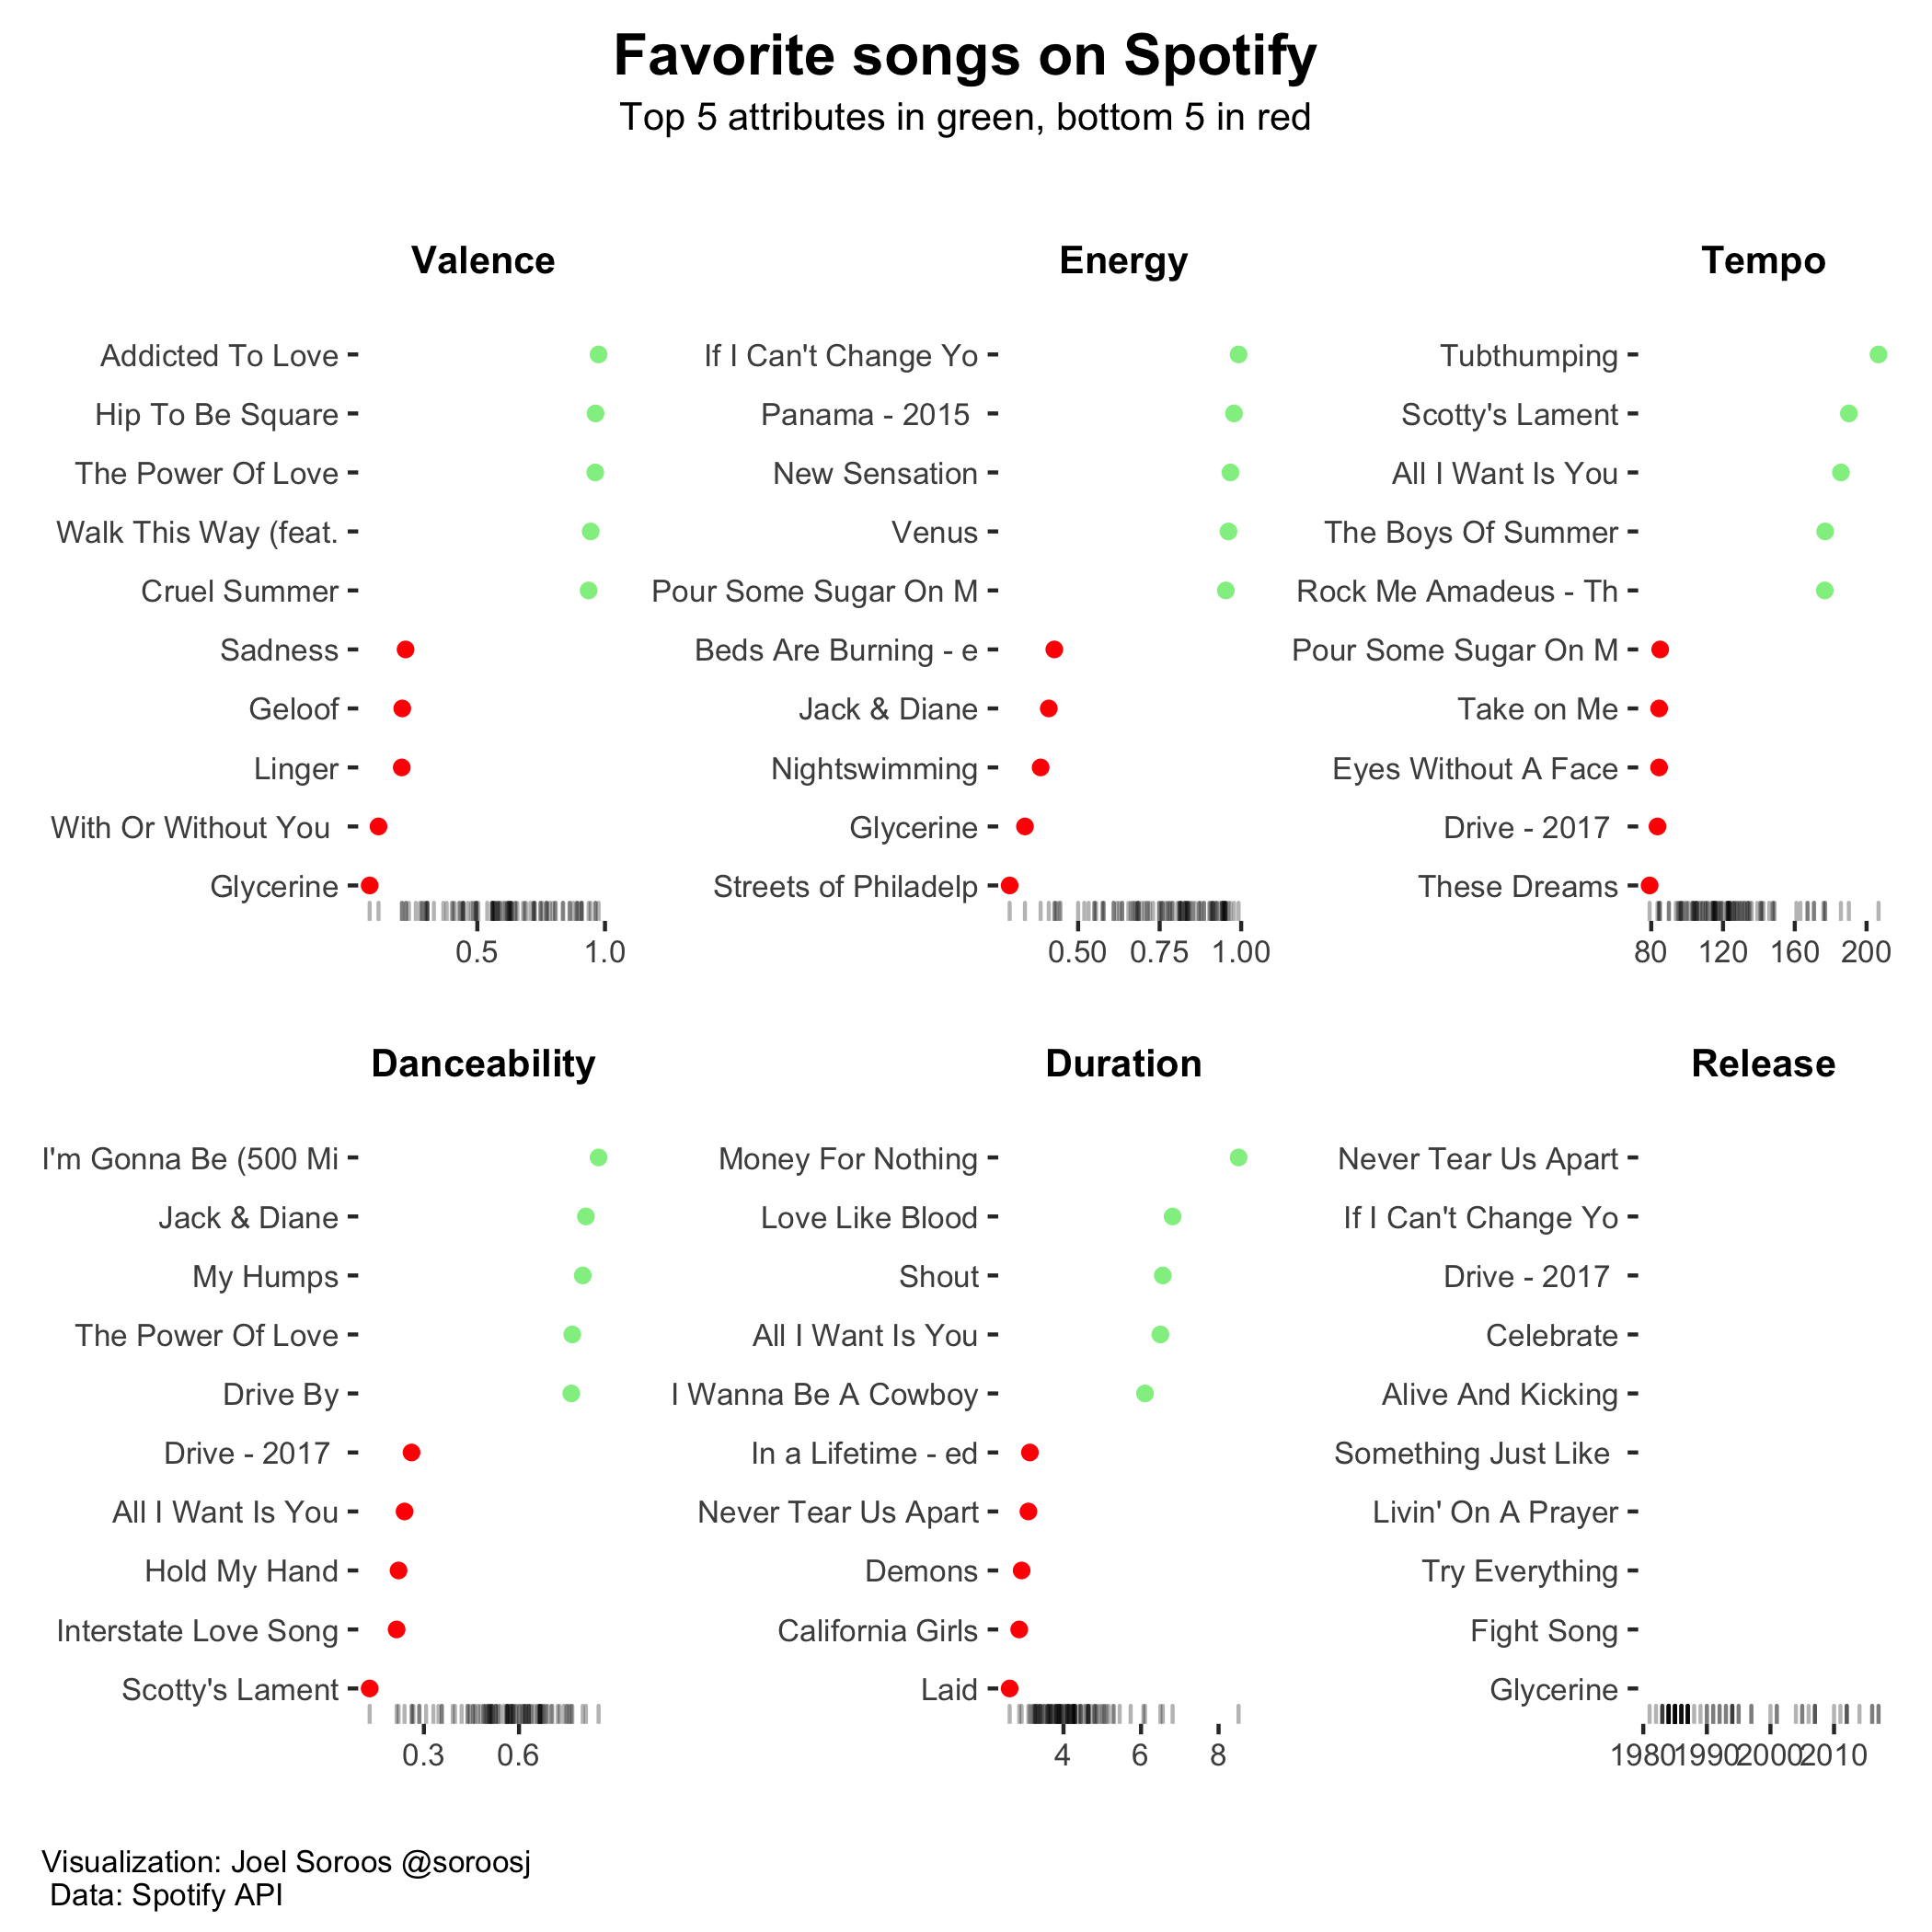 Favorite songs on Spotify
Top 5 attributes in green, bottom 5 in red
Valence
Addicted To Love
Hip To Be Square
The Power Of Love
Walk This Way (feat.
Cruel Summer
Sadness
Geloof
Linger
With Or Without You
Glycerine
0.5 1.0
Energy
If I Can't Change Yo
Panama - 2015
New Sensation
Venus
Pour Some Sugar On M
Beds Are Burning - e
Jack & Diane
Nightswimming
Glycerine
Streets of Philadelp
0.50 0.75 1.00
Tempo
Tubthumping
Scotty's Lament
All I Want Is You
The Boys Of Summer
Rock Me Amadeus - Th
Pour Some Sugar On M
Take on Me
Eyes Without A Face
Drive - 2017
These Dreams
80 120 160 200
Danceability
I'm Gonna Be (500 Mi
Jack & Diane
My Humps
The Power Of Love
Drive By
Drive - 2017
All I Want Is You
Hold My Hand
Interstate Love Song
Scotty's Lament
0.3 0.6
Duration
Money For Nothing
Love Like Blood
Shout
All I Want Is You
I Wanna Be A Cowboy
In a Lifetime - ed
Never Tear Us Apart
Demons
California Girls
Laid
4 6 8
Release
Never Tear Us Apart
If I Can't Change Yo
Drive - 2017
Celebrate
Alive And Kicking
Something Just Like
Livin' On A Prayer
Try Everything
Fight Song
Glycerine
1980 1990 2000 2010
Visualization: Joel Soroos @soroosj
Data: Spotify API